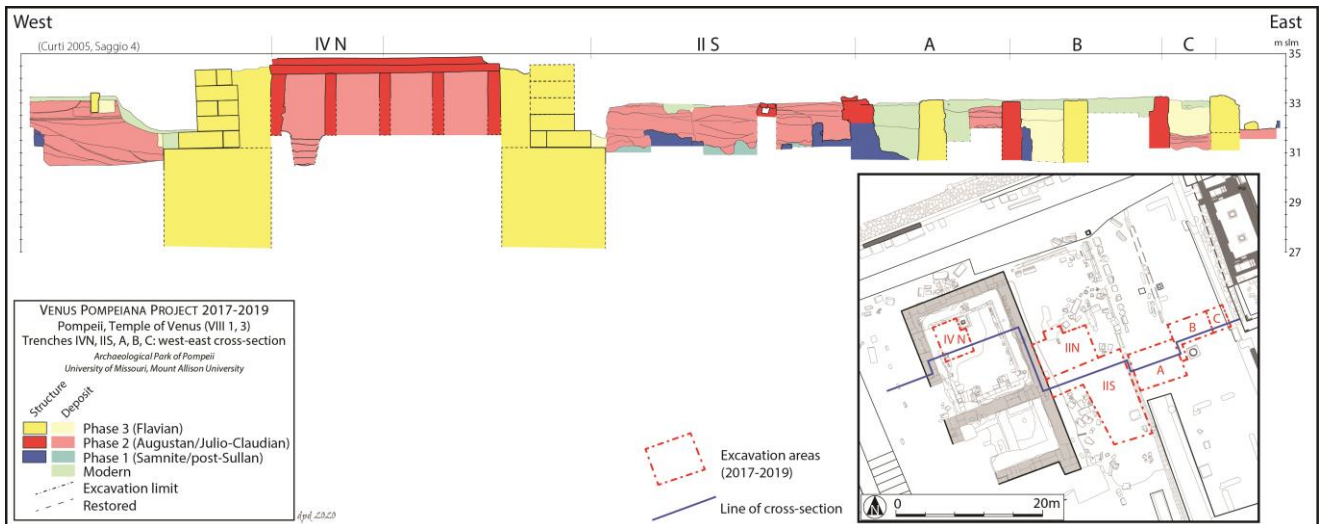 West
East
(Curti 2005, Saggio 4)
IV N
II S
A
B
C
m slm
35
33
31
29
27
VENUS POMPEIANA PROJECT 2017-2019
Pompeii, Temple of Venus (VIII 1, 3)
Trenches IVN, IIS, A, B, C: west-east cross-section
Archaeological Park of Pompeii
University of Missouri, Mount Allison University
Structure
Deposit
Phase 3 (Flavian)
Phase 2 (Augustan/Julio-Claudian)
Phase 1 (Samnite/post-Sullan)
Modern
Excavation limit
Restored
dpd 2020
Excavation areas
(2017-2019)
Line of cross-section
IV N
IIN
IIS
A
B
C
N
0
20m